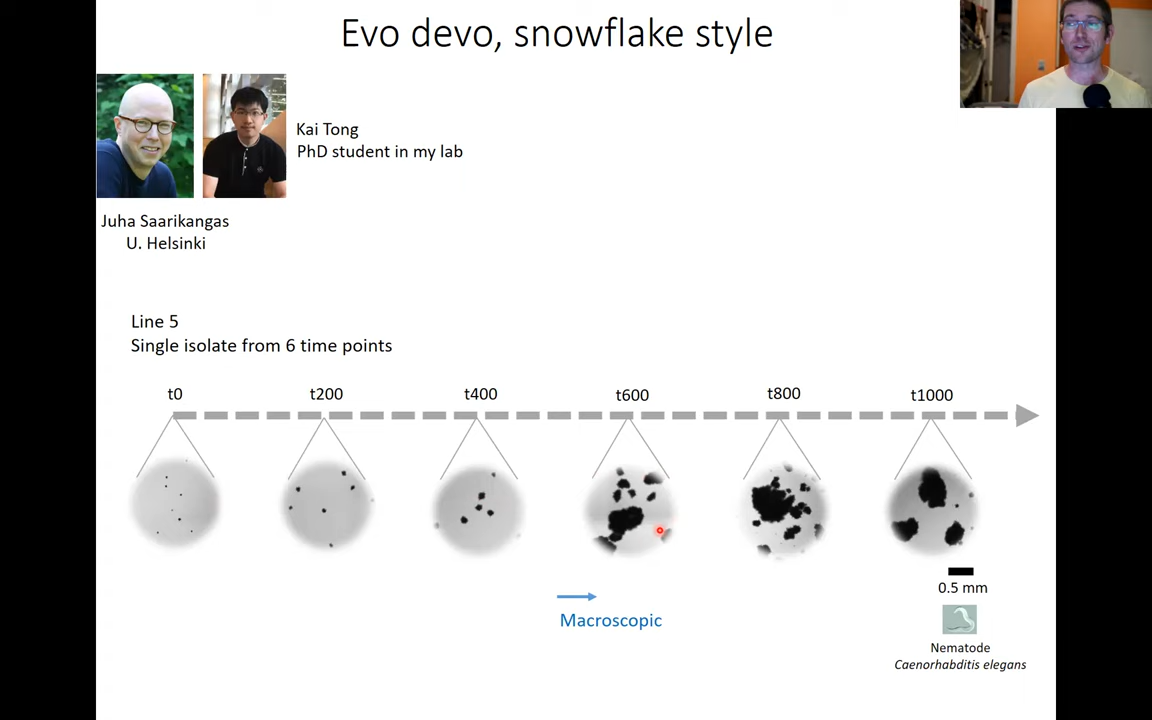 Evo devo, snowflake style
Kai Tong
PhD student in my lab
Juha Saarikangas
U. Helsinki
Line 5
Single isolate from 6 time points
t0 t200 t400 t600 t800 t1000
0.5 mm
Macroscopic
Nematode
Caenorhabditis elegans